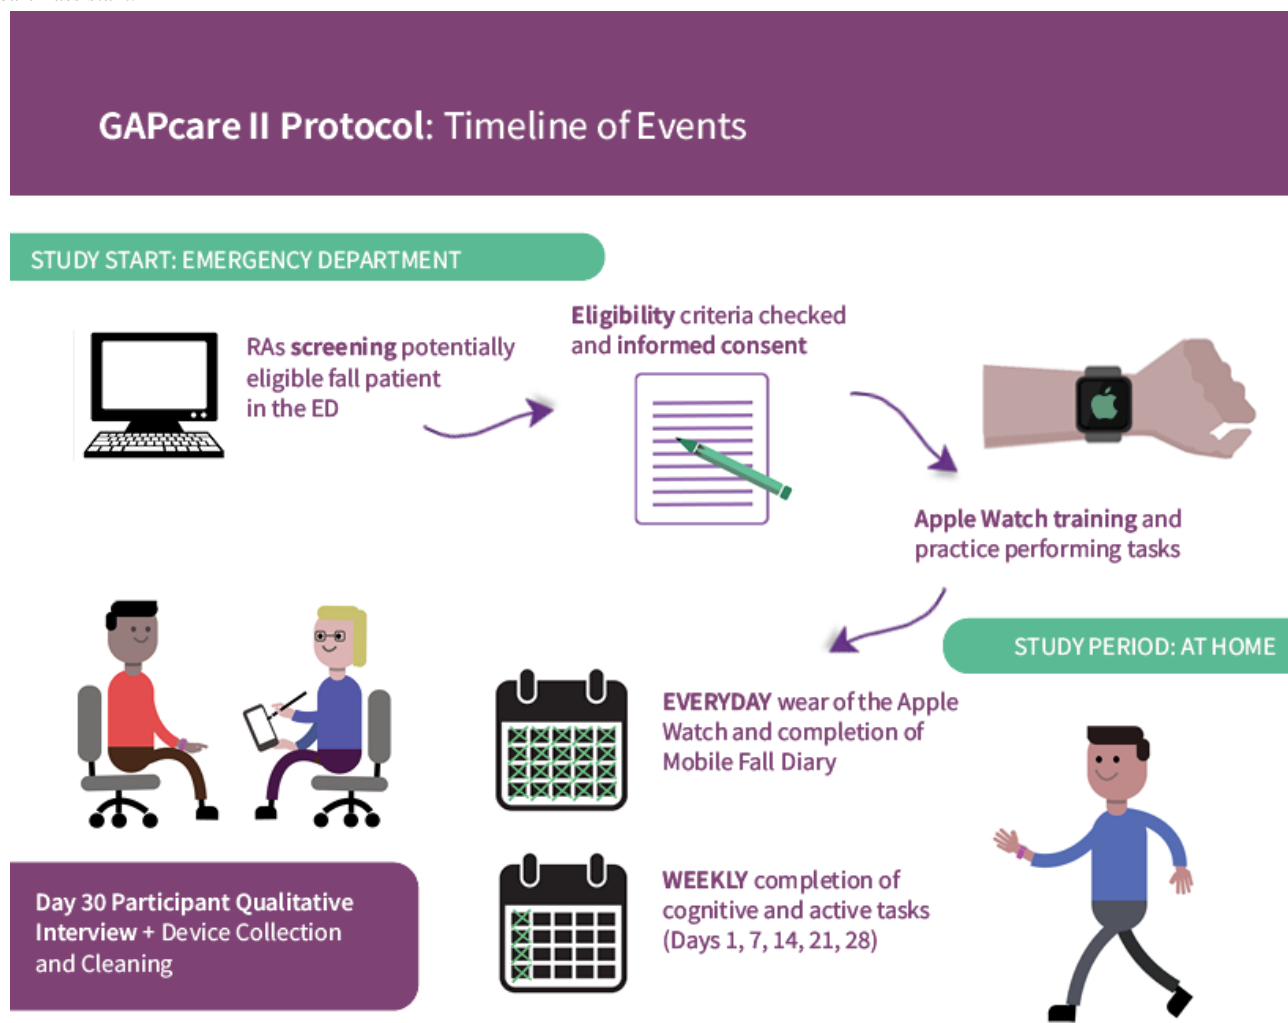 GAPcare II Protocol: Timeline of Events
STUDY START: EMERGENCY DEPARTMENT
RAs screening potentially
eligible fall patient
in the ED
Eligibility criteria checked
and informed consent
Apple Watch training and
practice performing tasks
STUDY PERIOD: AT HOME
EVERYDAY wear of the Apple
Watch and completion of
Mobile Fall Diary
WEEKLY completion of
cognitive and active tasks
(Days 1, 7, 14, 21, 28)
Day 30 Participant Qualitative
Interview + Device Collection
and Cleaning